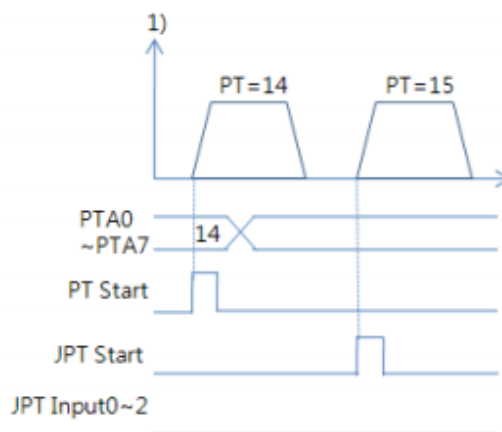 1)
PT=14
PT=15
PTA0
~PTA7
14
PT Start
JPT Start
JPT Input0~2